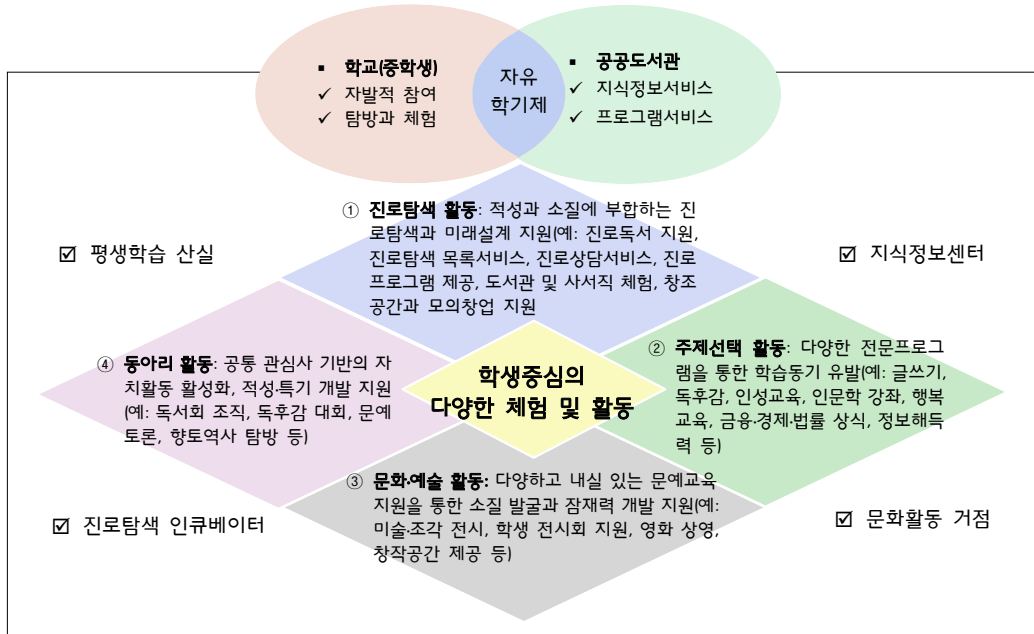 ▪ 학교(중학생)
✓ 자발적 참여
✓ 탐방과 체험
자유
학기제
▪ 공공도서관
✓ 지식정보서비스
✓ 프로그램서비스
① 진로탐색 활동: 적성과 소질에 부합하는 진
로탐색과 미래설계 지원(예: 진로독서 지원,
진로탐색 목록서비스, 진로상담서비스, 진로
프로그램 제공, 도서관 및 사서직 체험, 창조
공간과 모의창업 지원
☑ 평생학습 산실
☑ 지식정보센터
④ 동아리 활동: 공통 관심사 기반의 자
치활동 활성화, 적성·특기 개발 지원
(예: 독서회 조직, 독후감 대회, 문예
토론, 향토역사 탐방 등)
학생중심의
다양한 체험 및 활동
② 주제선택 활동: 다양한 전문프로그
램을 통한 학습동기 유발(예: 글쓰기,
독후감, 인성교육, 인문학 강좌, 행복
교육, 금융·경제·법률 상식, 정보해득
력 등)
③ 문화·예술 활동: 다양하고 내실 있는 문예교육
지원을 통한 소질 발굴과 잠재력 개발 지원(예:
미술·조각 전시, 학생 전시회 지원, 영화 상영,
창작공간 제공 등)
☑ 진로탐색 인큐베이터
☑ 문화활동 거점